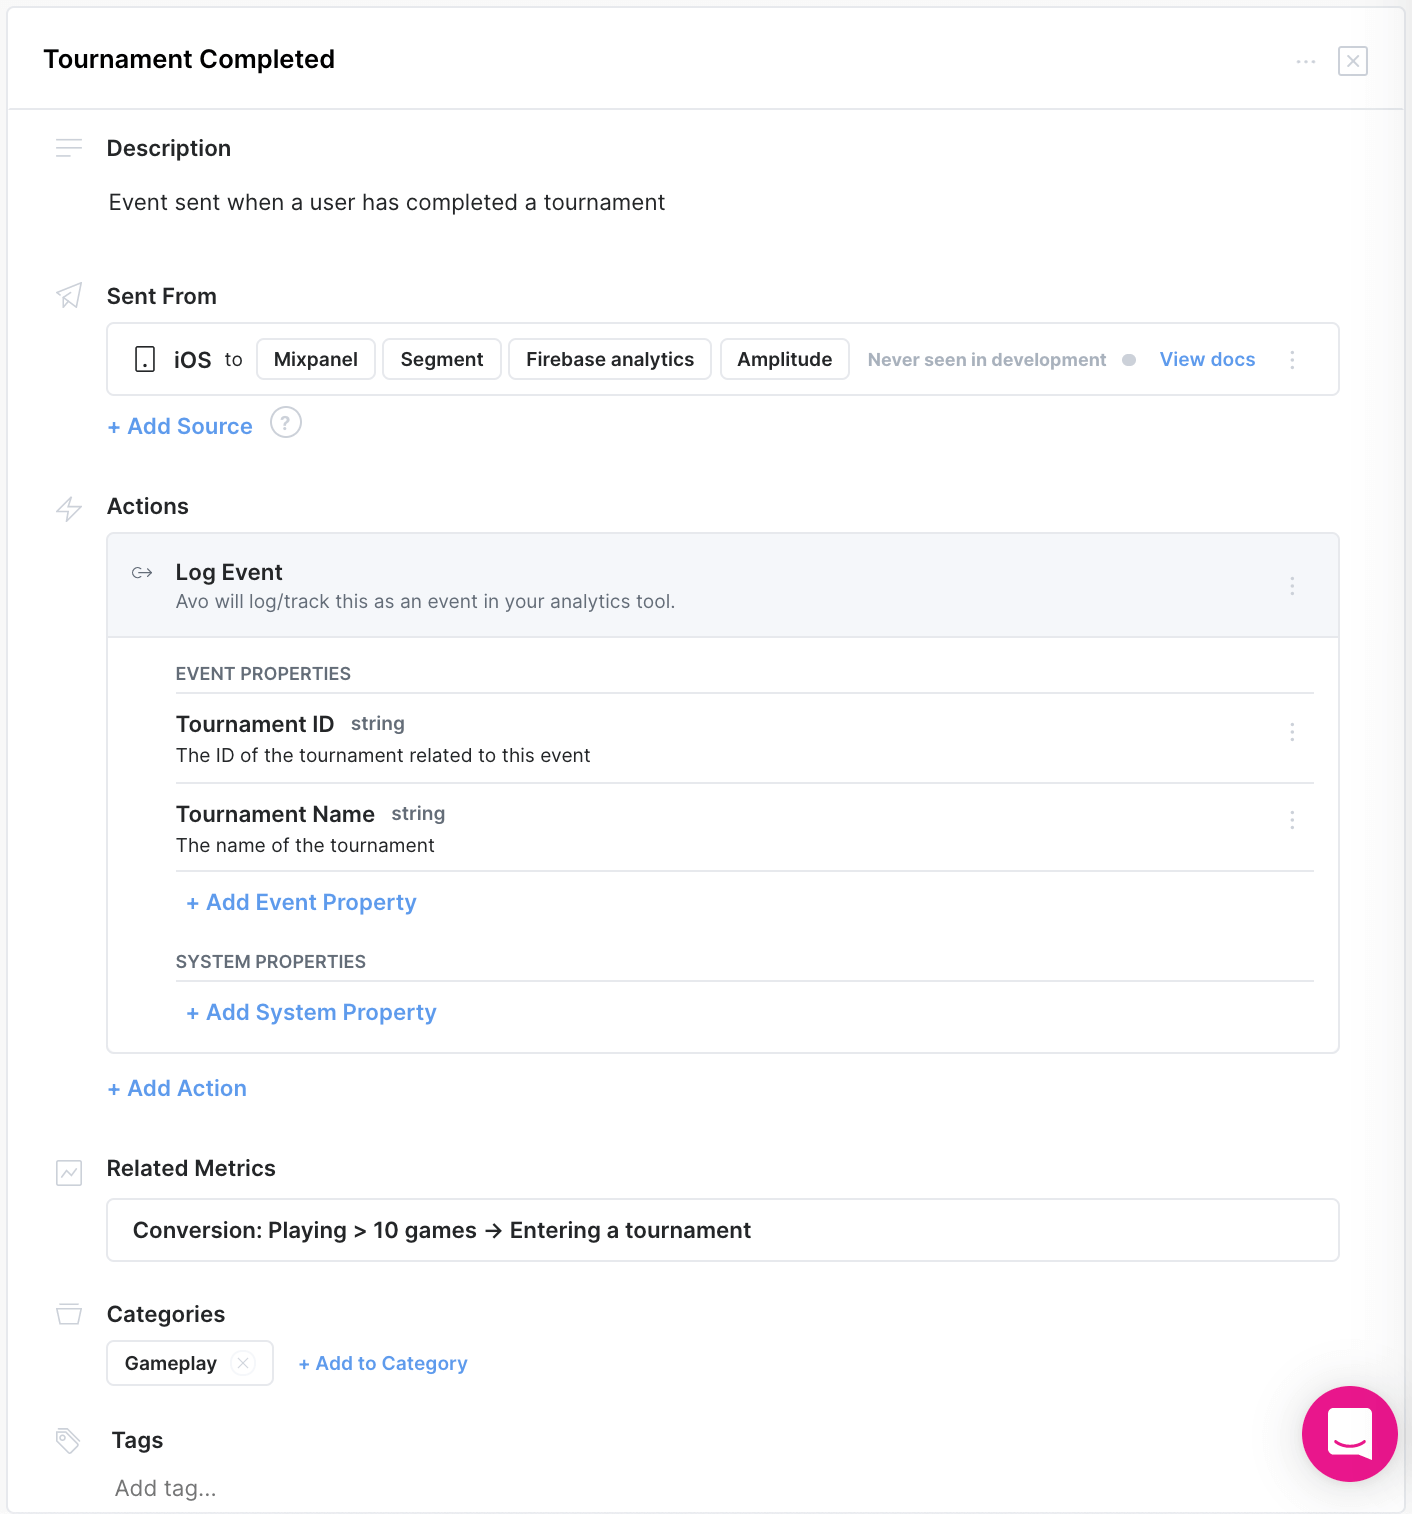 Tournament Completed
Description
Event sent when a user has completed a tournament
Sent From
iOS to Mixpanel Segment Firebase analytics Amplitude Never seen in development View docs
+ Add Source ?
Actions
Log Event
Avo will log/track this as an event in your analytics tool.
EVENT PROPERTIES
Tournament ID string
The ID of the tournament related to this event
Tournament Name string
The name of the tournament
+ Add Event Property
SYSTEM PROPERTIES
+ Add System Property
+ Add Action
Related Metrics
Conversion: Playing > 10 games → Entering a tournament
Categories
Gameplay + Add to Category
Tags
Add tag...